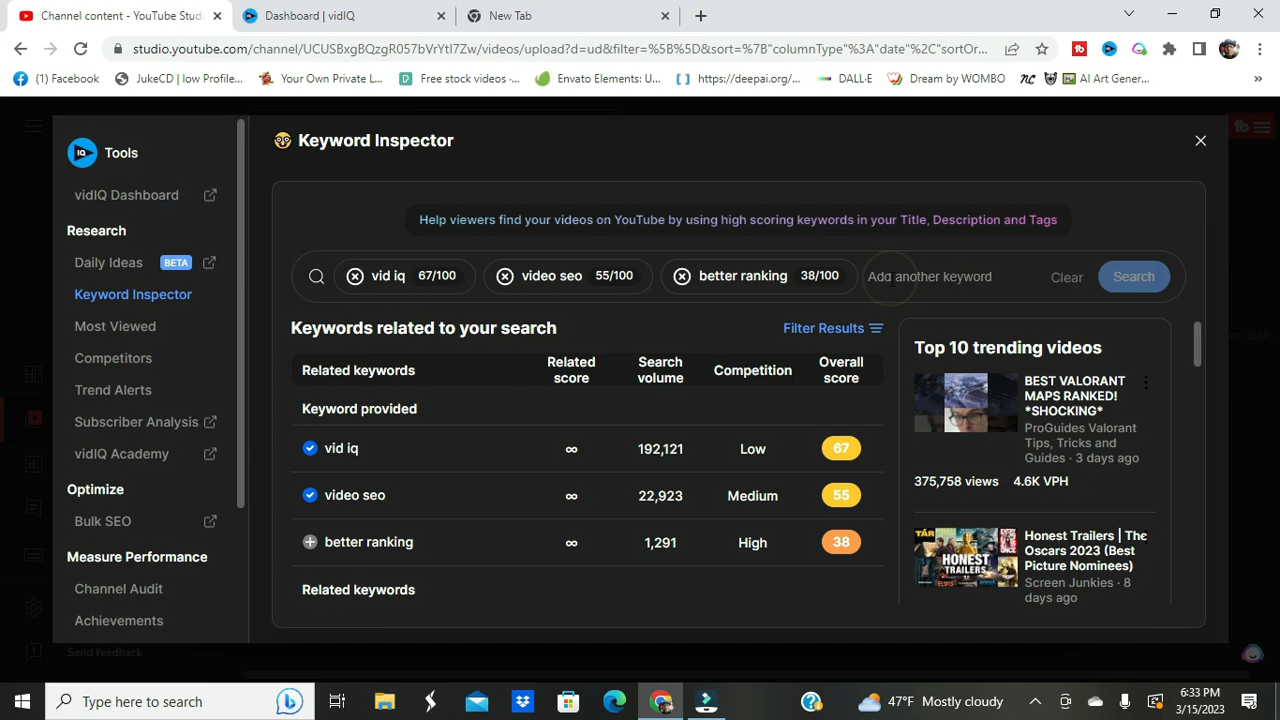 Channel content - YouTube Stud
Dashboard | vidIQ
New Tab
studio.youtube.com/channel/UCUSBxgBQzgR057bVrYtI7Zw/videos/upload?d=ud&filter=%5B%5D&sort=%7B"columnType"%3A"date"%2C"sortOr...
(1) Facebook
JukeCD | low Profile...
Your Own Private L...
Free stock videos -...
Envato Elements: U...
https://deepai.org/...
DALL·E
Dream by WOMBO
NC
AI Art Gener...
»
IQ
Tools
vidIQ Dashboard
Research
Daily Ideas BETA
Keyword Inspector
Most Viewed
Competitors
Trend Alerts
Subscriber Analysis
vidIQ Academy
Optimize
Bulk SEO
Measure Performance
Channel Audit
Achievements
Send feedback
Keyword Inspector
Help viewers find your videos on YouTube by using high scoring keywords in your Title, Description and Tags
vid iq 67/100
video seo 55/100
better ranking 38/100
Add another keyword
Clear
Search
Keywords related to your search
Filter Results
Related keywords
Related score
Search volume
Competition
Overall score
Keyword provided
vid iq ∞ 192,121 Low 67
video seo ∞ 22,923 Medium 55
better ranking ∞ 1,291 High 38
Related keywords
Top 10 trending videos
BEST VALORANT
MAPS RANKED!
*SHOCKING*
ProGuides Valorant
Tips, Tricks and
Guides · 3 days ago
375,758 views · 4.6K VPH
TÁR
HONEST
TRAILERS
Honest Trailers | The
Oscars 2023 (Best
Picture Nominees)
Screen Junkies · 8
days ago
tb
Type here to search
47°F Mostly cloudy
6:33 PM
3/15/2023